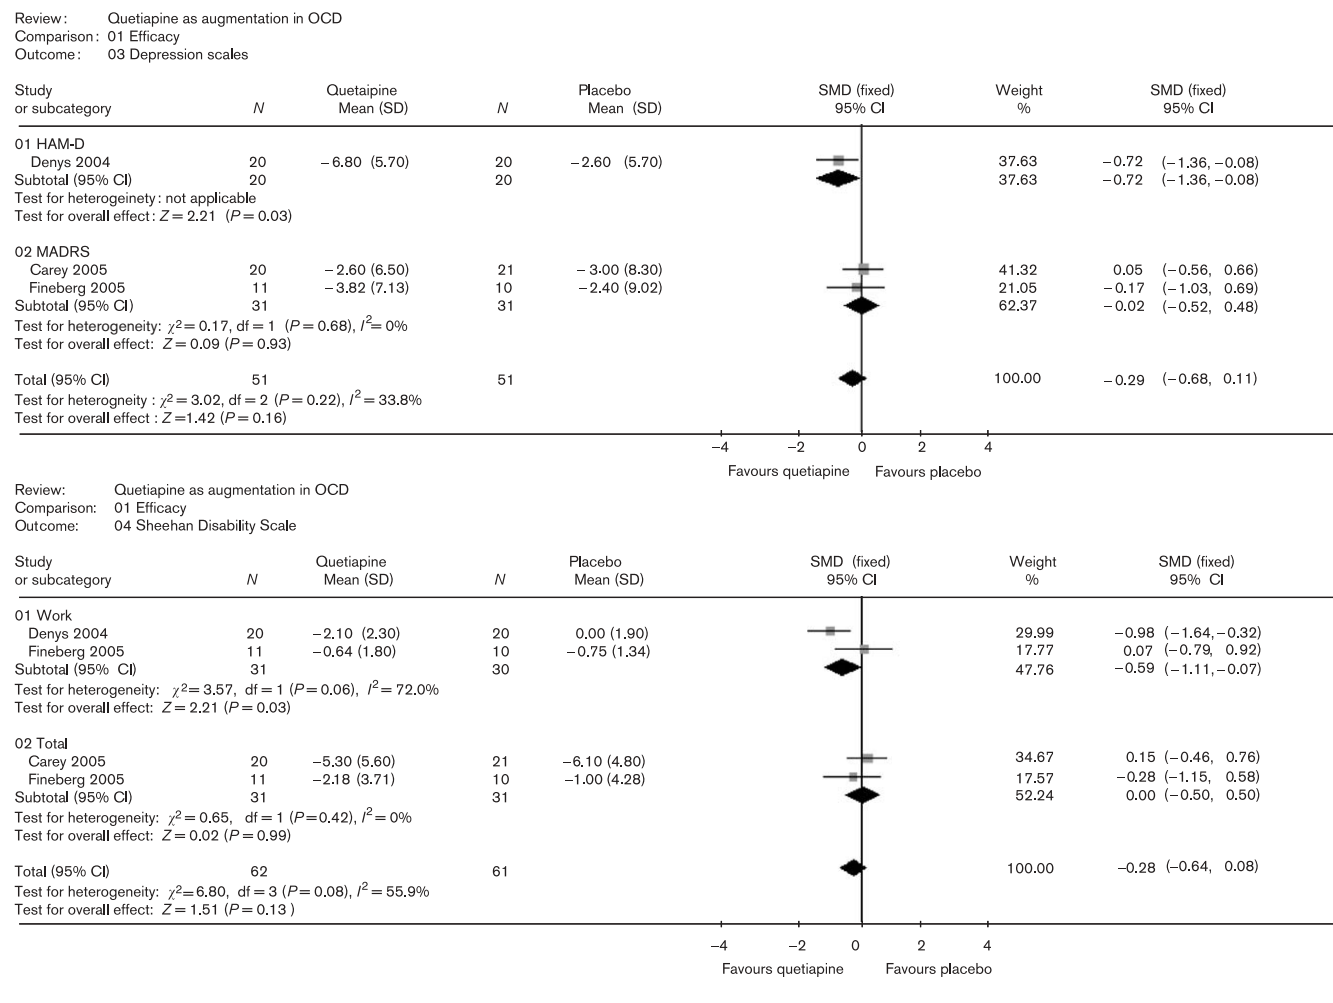 Review: Quetiapine as augmentation in OCD
Comparison: 01 Efficacy
Outcome: 03 Depression scales
Study Quetaipine Placebo SMD (fixed) Weight SMD (fixed)
or subcategory N Mean (SD) N Mean (SD) 95% CI % 95% CI
01 HAM-D
Denys 2004 20 −6.80 (5.70) 20 −2.60 (5.70) 37.63 −0.72 (−1.36, −0.08)
Subtotal (95% CI) 20 20 37.63 −0.72 (−1.36, −0.08)
Test for heterogeinety: not applicable
Test for overall effect: Z = 2.21 (P = 0.03)
02 MADRS
Carey 2005 20 −2.60 (6.50) 21 −3.00 (8.30) 41.32 0.05 (−0.56, 0.66)
Fineberg 2005 11 −3.82 (7.13) 10 −2.40 (9.02) 21.05 −0.17 (−1.03, 0.69)
Subtotal (95% CI) 31 31 62.37 −0.02 (−0.52, 0.48)
Test for heterogeneity: χ2 = 0.17, df = 1 (P = 0.68), I2 = 0%
Test for overall effect: Z = 0.09 (P = 0.93)
Total (95% CI) 51 51 100.00 −0.29 (−0.68, 0.11)
Test for heterogneity : χ2 = 3.02, df = 2 (P = 0.22), I2 = 33.8%
Test for overall effect : Z =1.42 (P = 0.16)
−4 −2 0 2 4
Favours quetiapine Favours placebo
Review: Quetiapine as augmentation in OCD
Comparison: 01 Efficacy
Outcome: 04 Sheehan Disability Scale
Study Quetiapine Placebo SMD (fixed) Weight SMD (fixed)
or subcategory N Mean (SD) N Mean (SD) 95% CI % 95% CI
01 Work
Denys 2004 20 −2.10 (2.30) 20 0.00 (1.90) 29.99 −0.98 (−1.64,−0.32)
Fineberg 2005 11 −0.64 (1.80) 10 −0.75 (1.34) 17.77 0.07 (−0.79, 0.92)
Subtotal (95% CI) 31 30 47.76 −0.59 (−1.11,−0.07)
Test for heterogeneity: χ2 = 3.57, df = 1 (P = 0.06), I2 = 72.0%
Test for overall effect: Z = 2.21 (P = 0.03)
02 Total
Carey 2005 20 −5.30 (5.60) 21 −6.10 (4.80) 34.67 0.15 (−0.46, 0.76)
Fineberg 2005 11 −2.18 (3.71) 10 −1.00 (4.28) 17.57 −0.28 (−1.15, 0.58)
Subtotal (95% CI) 31 31 52.24 0.00 (−0.50, 0.50)
Test for heterogeneity: χ2 = 0.65, df = 1 (P=0.42), I2 = 0%
Test for overall effect: Z = 0.02 (P = 0.99)
Total (95% CI) 62 61 100.00 −0.28 (−0.64, 0.08)
Test for heterogeneity: χ2=6.80, df = 3 (P = 0.08), I2 = 55.9%
Test for overall effect: Z = 1.51 (P = 0.13 )
−4 −2 0 2 4
Favours quetiapine Favours placebo